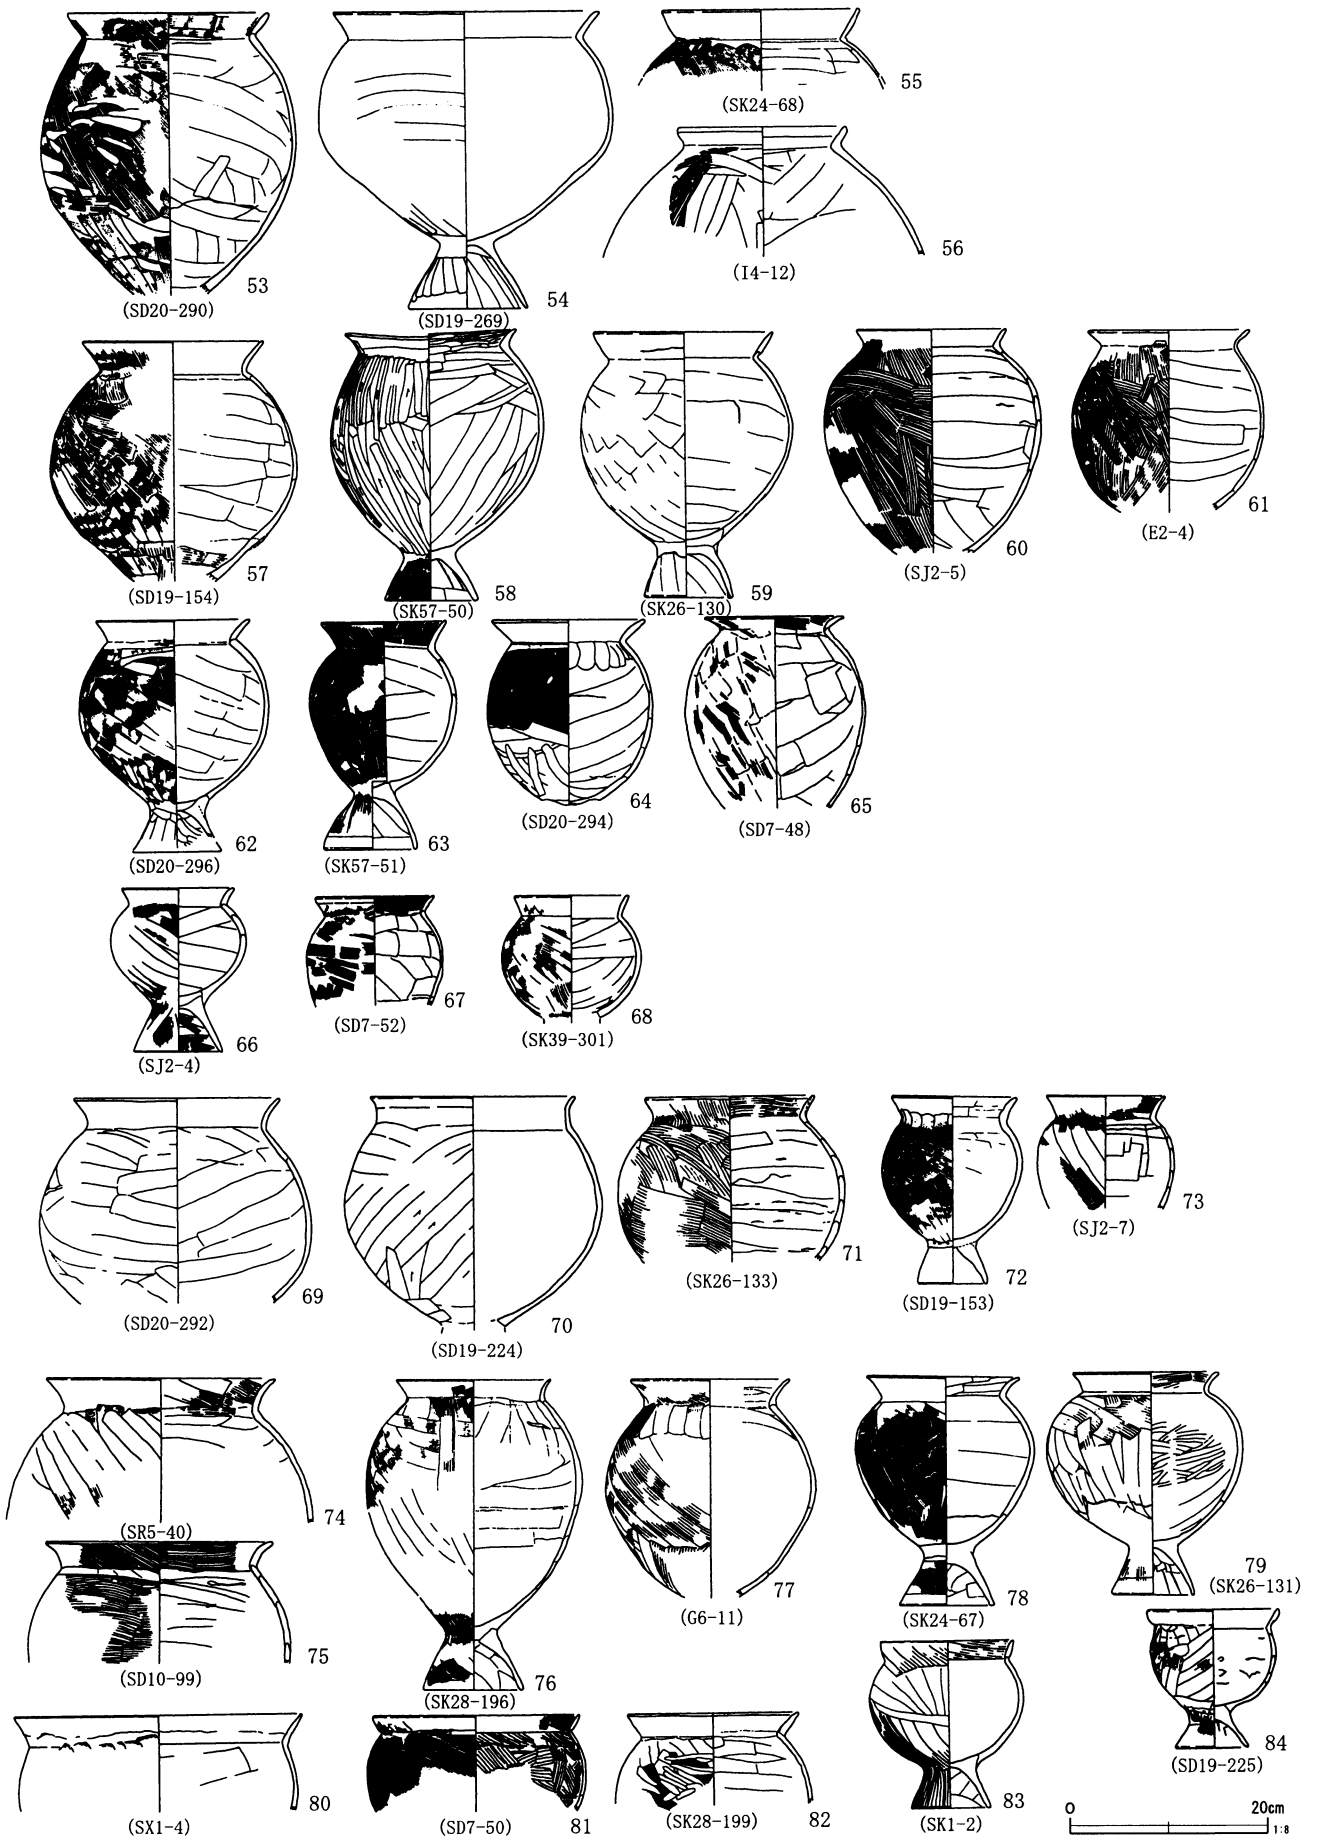 55
(SK24-68)
53
(SD20-290)
54
(SD19-269)
56
(I4-12)
57
(SD19-154)
58
(SK57-50)
59
(SK26-130)
60
(SJ2-5)
61
(E2-4)
62
(SD20-296)
63
(SK57-51)
64
(SD20-294)
65
(SD7-48)
66
(SJ2-4)
67
(SD7-52)
68
(SK39-301)
69
(SD20-292)
70
(SD19-224)
71
(SK26-133)
72
(SD19-153)
73
(SJ2-7)
74
(SR5-40)
75
(SD10-99)
76
(SK28-196)
77
(G6-11)
78
(SK24-67)
79
(SK26-131)
80
(SX1-4)
81
(SD7-50)
82
(SK28-199)
83
(SK1-2)
84
(SD19-225)
0 20cm
1:8